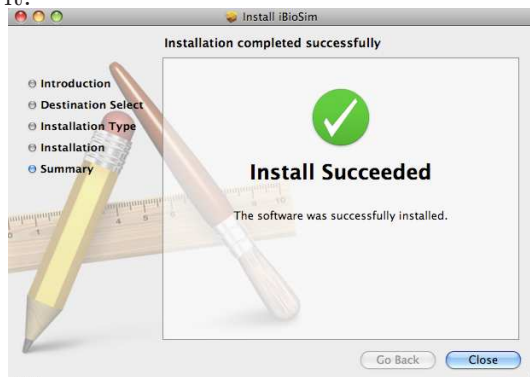 Install iBioSim
Installation completed successfully
Introduction
Destination Select
Installation Type
Installation
Summary
Install Succeeded
The software was successfully installed.
Go Back
Close